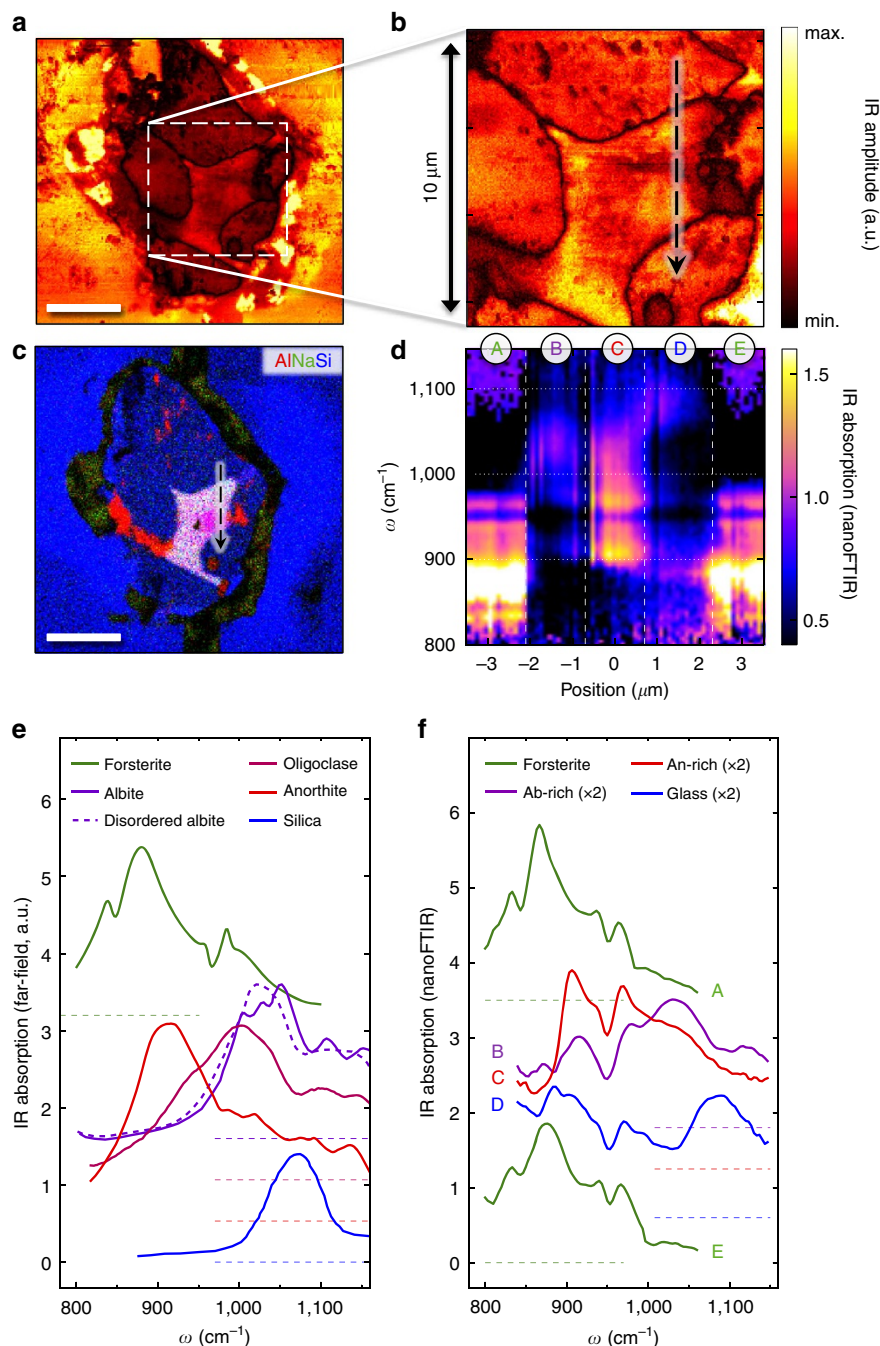 a
b
max.
10 μm
IR amplitude (a.u.)
min.
c
AlNaSi
d
A B C D E
1,100
1,000
900
800
ω (cm⁻¹)
1.5
1.0
0.5
IR absorption (nanoFTIR)
−3 −2 −1 0 1 2 3
Position (μm)
e
Forsterite
Albite
Disordered albite
Oligoclase
Anorthite
Silica
6
5
4
3
2
1
0
IR absorption (far-field, a.u.)
800 900 1,000 1,100
ω (cm⁻¹)
f
Forsterite
Ab-rich (×2)
An-rich (×2)
Glass (×2)
6
5
4
3
2
1
0
IR absorption (nanoFTIR)
A
B
C
D
E
800 900 1,000 1,100
ω (cm⁻¹)